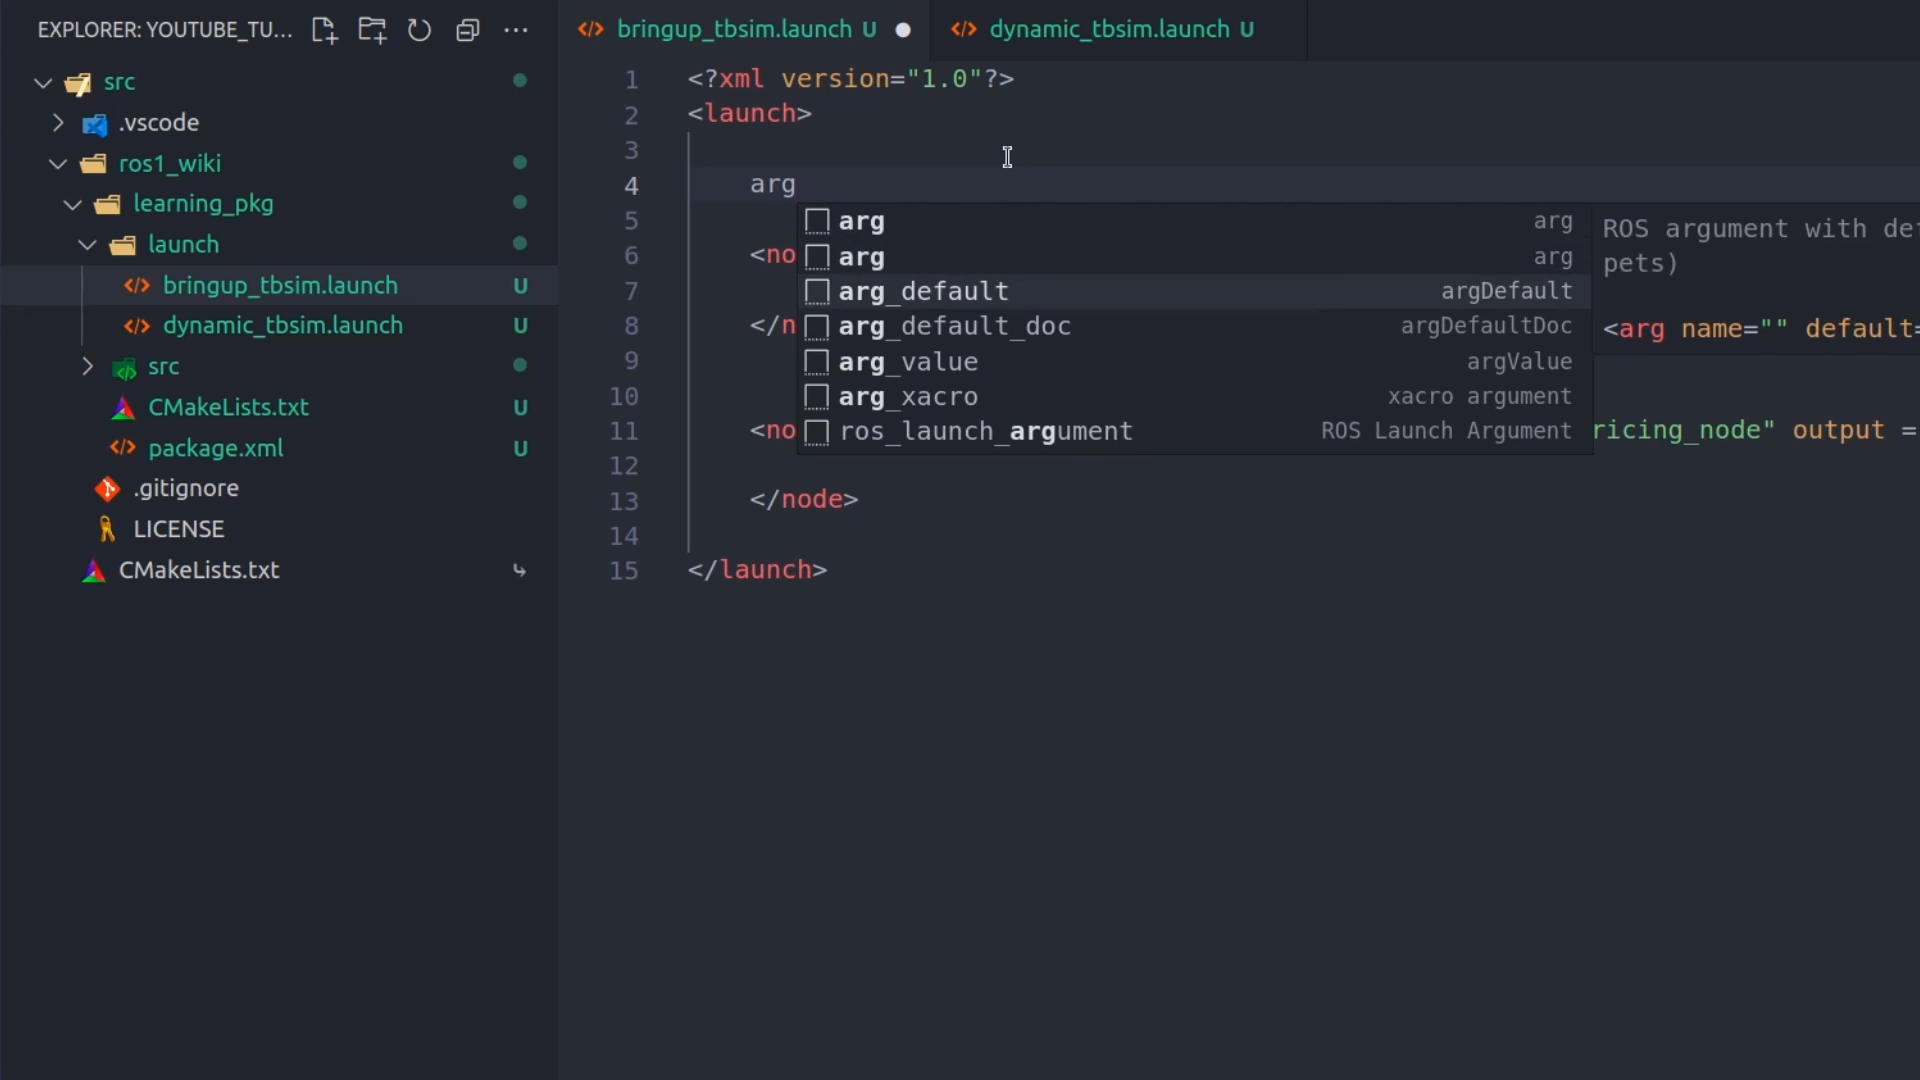 EXPLORER: YOUTUBE_TU...
src
.vscode
ros1_wiki
learning_pkg
launch
bringup_tbsim.launch U
dynamic_tbsim.launch U
src
CMakeLists.txt U
package.xml U
.gitignore
LICENSE
CMakeLists.txt
bringup_tbsim.launch U
dynamic_tbsim.launch U
1 <?xml version="1.0"?>
2 <launch>
3
4 arg
5
6 <no
7
8 </n
9
10
11 <no ricing_node" output =
12
13 </node>
14
15 </launch>
arg arg
arg arg
arg_default argDefault
arg_default_doc argDefaultDoc
arg_value argValue
arg_xacro xacro argument
ros_launch_argument ROS Launch Argument
ROS argument with def
pets)
<arg name="" default=